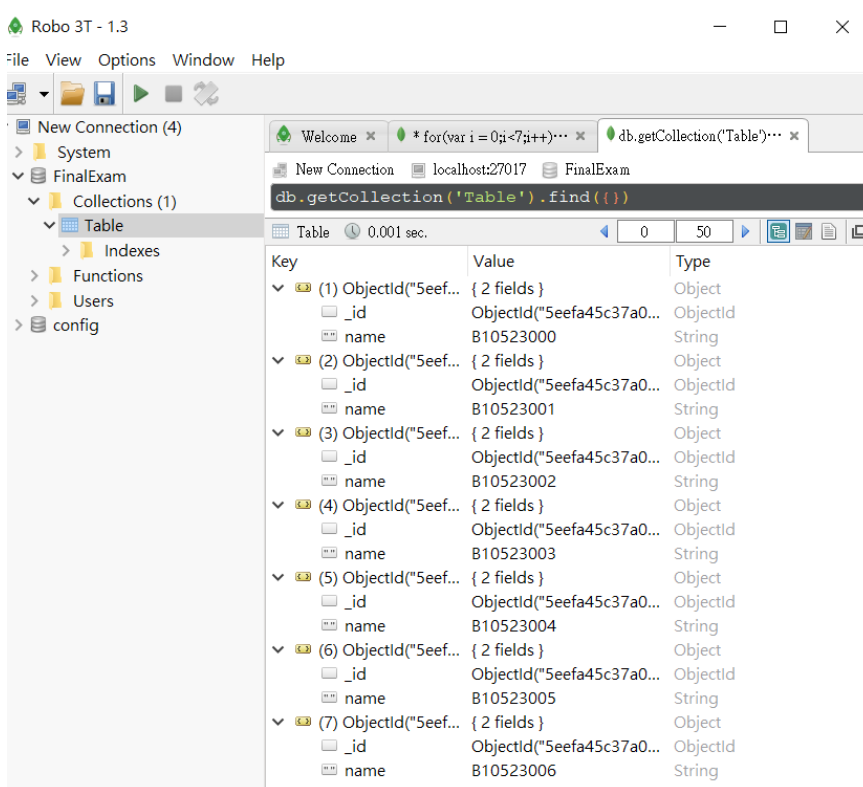 Robo 3T - 1.3
File View Options Window Help
New Connection (4)
System
FinalExam
Collections (1)
Table
Indexes
Functions
Users
config
Welcome
* for(var i = 0;i<7;i++)···
db.getCollection('Table')···
New Connection localhost:27017 FinalExam
db.getCollection('Table').find({})
Table 0.001 sec. 0 50
Key Value Type
(1) ObjectId("5eef... { 2 fields } Object
_id ObjectId("5eefa45c37a0... ObjectId
name B10523000 String
(2) ObjectId("5eef... { 2 fields } Object
_id ObjectId("5eefa45c37a0... ObjectId
name B10523001 String
(3) ObjectId("5eef... { 2 fields } Object
_id ObjectId("5eefa45c37a0... ObjectId
name B10523002 String
(4) ObjectId("5eef... { 2 fields } Object
_id ObjectId("5eefa45c37a0... ObjectId
name B10523003 String
(5) ObjectId("5eef... { 2 fields } Object
_id ObjectId("5eefa45c37a0... ObjectId
name B10523004 String
(6) ObjectId("5eef... { 2 fields } Object
_id ObjectId("5eefa45c37a0... ObjectId
name B10523005 String
(7) ObjectId("5eef... { 2 fields } Object
_id ObjectId("5eefa45c37a0... ObjectId
name B10523006 String